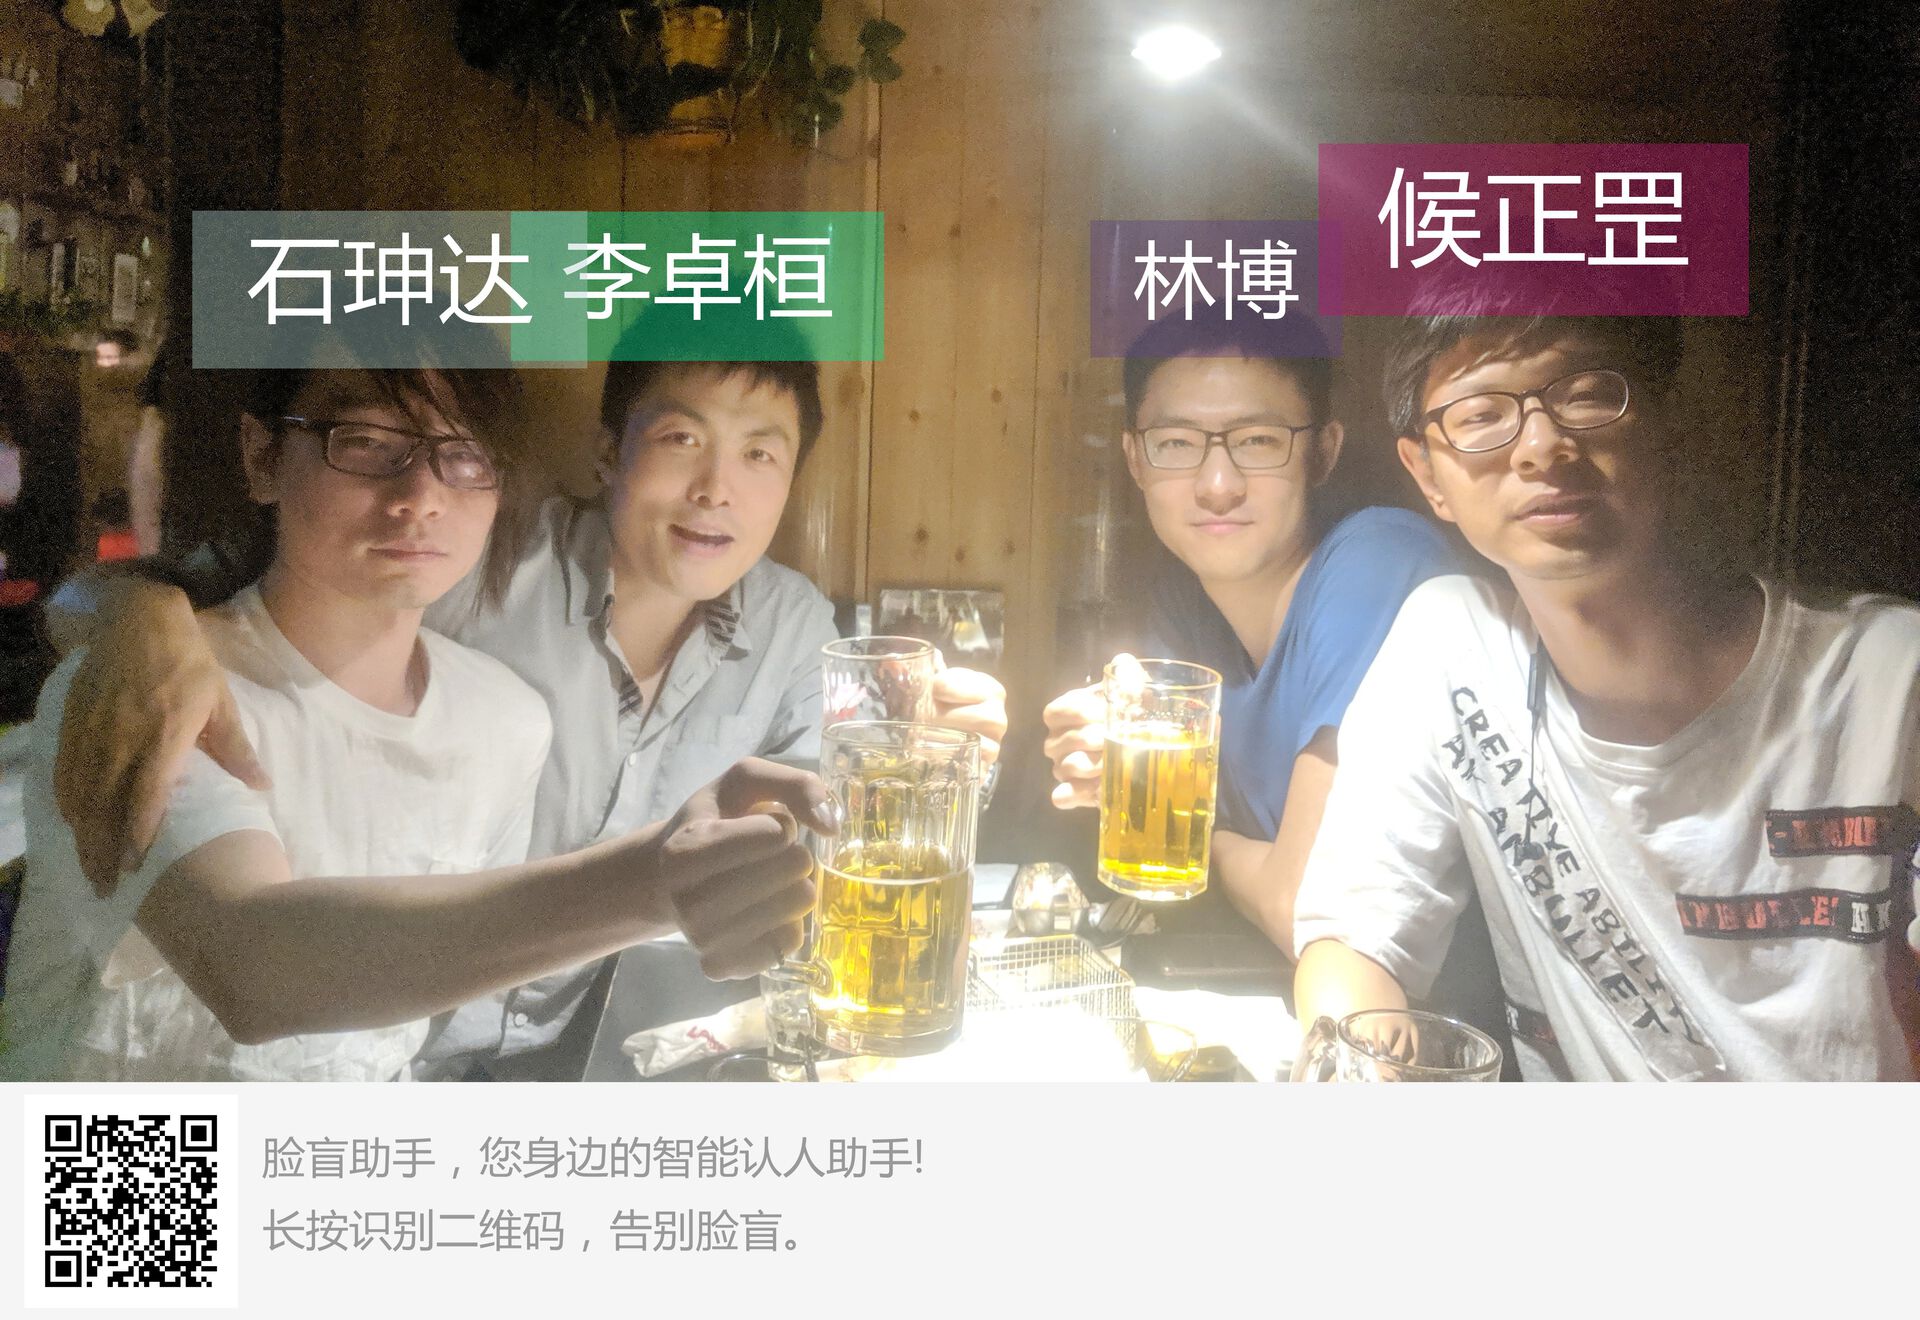 石珅达
李卓桓
林博
候正罡
CREATIVE ABILITY
AY AN BULLET
脸盲助手，您身边的智能认人助手!
长按识别二维码，告别脸盲。